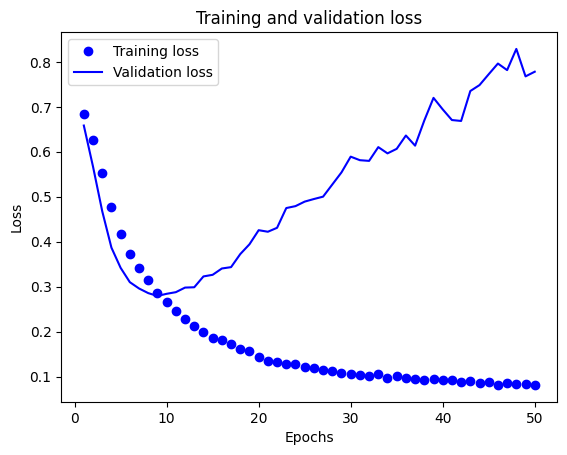 Training and validation loss
Training loss
Validation loss
0.8
0.7
0.6
0.5
0.4
0.3
0.2
0.1
Loss
0 10 20 30 40 50
Epochs